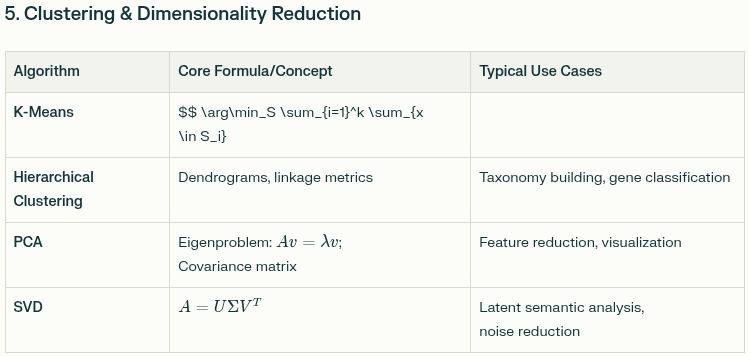 5. Clustering & Dimensionality Reduction
Algorithm Core Formula/Concept Typical Use Cases
K-Means $$ \arg\min_S \sum_{i=1}^k \sum_{x
\in S_i}
Hierarchical Dendrograms, linkage metrics Taxonomy building, gene classification
Clustering
PCA Eigenproblem: Av = λv; Feature reduction, visualization
Covariance matrix
SVD A = UΣV^T Latent semantic analysis,
noise reduction